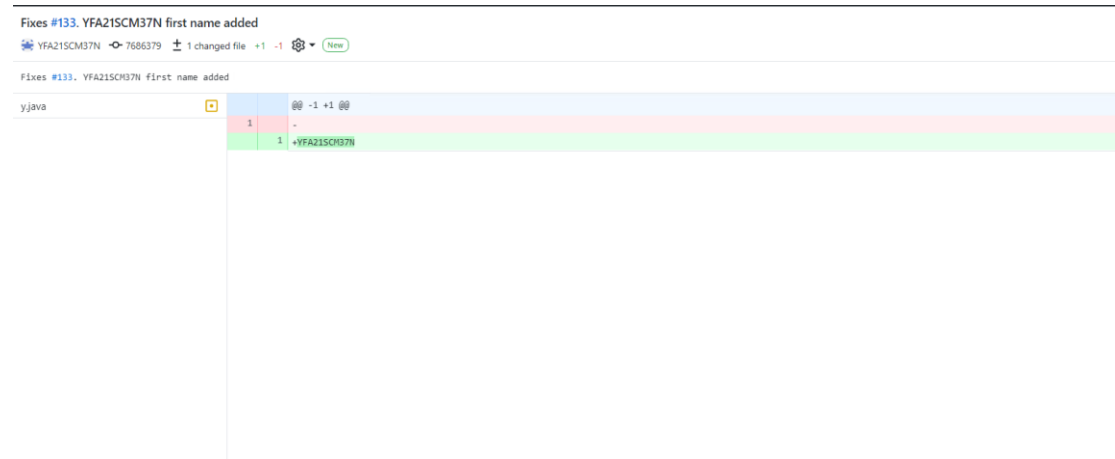 Fixes #133. YFA21SCM37N first name added
YFA21SCM37N 7686379 1 changed file +1 -1 New
Fixes #133. YFA21SCM37N first name added
y.java
@@ -1 +1 @@
1 -
1 +YFA21SCM37N